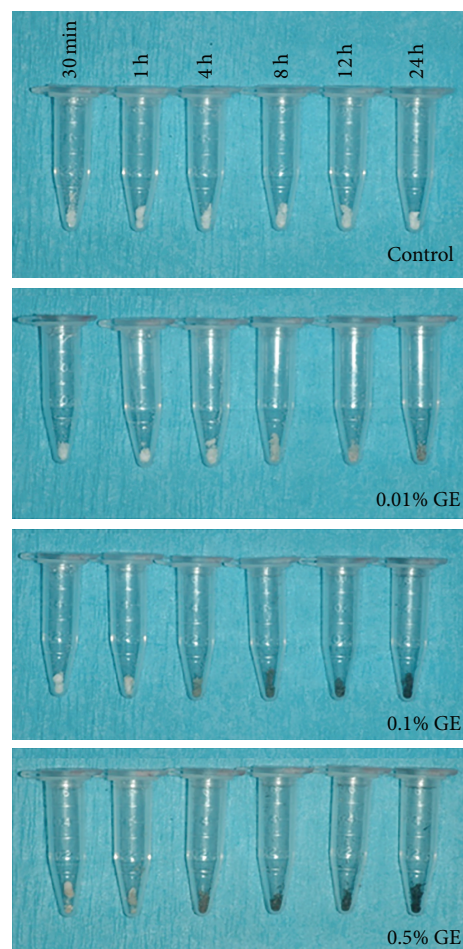 30 min
1 h
4 h
8 h
12 h
24 h
Control
0.01% GE
0.1% GE
0.5% GE